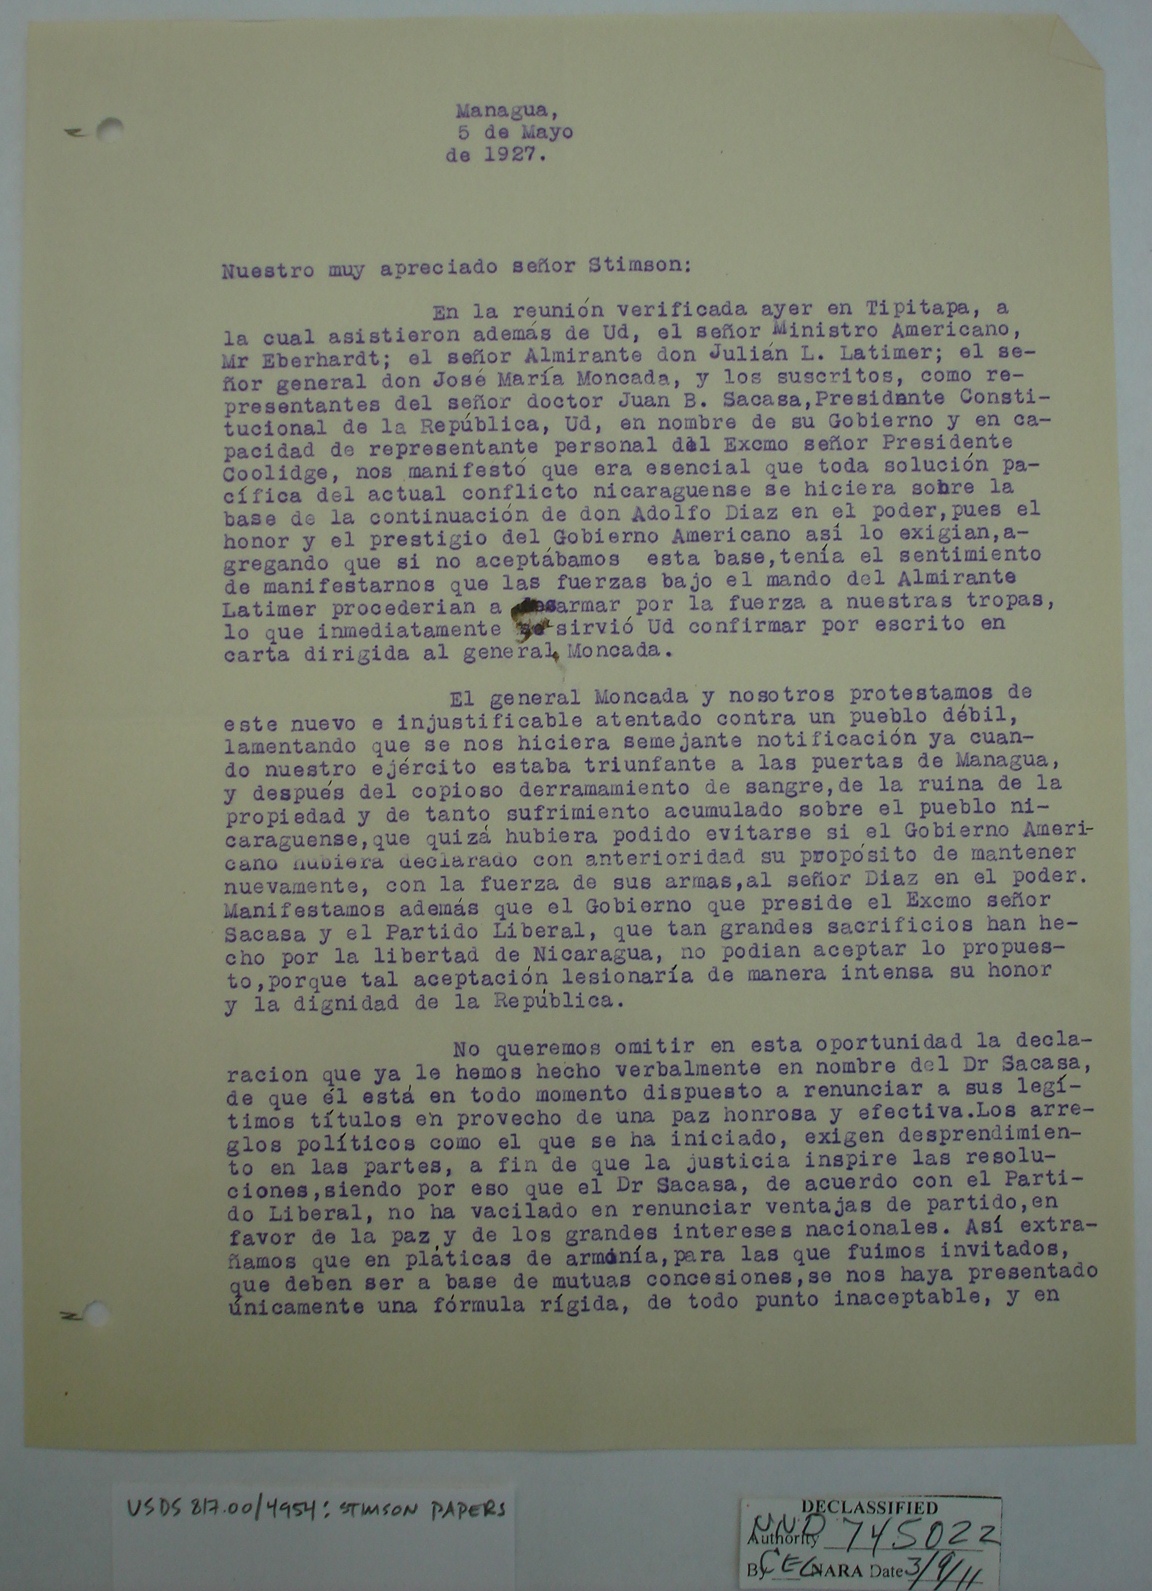 Managua,
5 de Mayo
de 1927.
Nuestro muy apreciado señor Stimson:
En la reunión verificada ayer en Tipitapa, a
la cual asistieron además de Ud, el señor Ministro Americano,
Mr Eberhardt; el señor Almirante don Julián L. Latimer; el se-
ñor general don José María Moncada, y los suscritos, como re-
presentantes del señor doctor Juan B. Sacasa,Presidente Consti-
tucional de la República, Ud, en nombre de su Gobierno y en ca-
pacidad de representante personal del Excmo señor Presidente
Coolidge, nos manifestó que era esencial que toda solución pa-
cífica del actual conflicto nicaraguense se hiciera sobre la
base de la continuación de don Adolfo Diaz en el poder,pues el
honor y el prestigio del Gobierno Americano así lo exigian,a-
gregando que si no aceptábamos esta base,tenía el sentimiento
de manifestarnos que las fuerzas bajo el mando del Almirante
Latimer procederian a desarmar por la fuerza a nuestras tropas,
lo que inmediatamente se sirvió Ud confirmar por escrito en
carta dirigida al general Moncada.
El general Moncada y nosotros protestamos de
este nuevo e injustificable atentado contra un pueblo débil,
lamentando que se nos hiciera semejante notificación ya cuan-
do nuestro ejército estaba triunfante a las puertas de Managua,
y después del copioso derramamiento de sangre,de la ruina de la
propiedad y de tanto sufrimiento acumulado sobre el pueblo ni-
caraguense,que quizá hubiera podido evitarse si el Gobierno Ameri-
cano hubiera declarado con anterioridad su propósito de mantener
nuevamente, con la fuerza de sus armas,al señor Diaz en el poder.
Manifestamos además que el Gobierno que preside el Excmo señor
Sacasa y el Partido Liberal, que tan grandes sacrificios han he-
cho por la libertad de Nicaragua, no podian aceptar lo propues-
to,porque tal aceptación lesionaría de manera intensa su honor
y la dignidad de la República.
No queremos omitir en esta oportunidad la decla-
racion que ya le hemos hecho verbalmente en nombre del Dr Sacasa,
de que él está en todo momento dispuesto a renunciar a sus legí-
timos títulos en provecho de una paz honrosa y efectiva.Los arre-
glos políticos como el que se ha iniciado, exigen desprendimien-
to en las partes, a fin de que la justicia inspire las resolu-
ciones,siendo por eso que el Dr Sacasa, de acuerdo con el Parti-
do Liberal, no ha vacilado en renunciar ventajas de partido,en
favor de la paz y de los grandes intereses nacionales. Así extra-
ñamos que en pláticas de armonía,para las que fuimos invitados,
que deben ser a base de mutuas concesiones,se nos haya presentado
únicamente una fórmula rígida, de todo punto inaceptable, y en
USDS 817.00/4954: STIMSON PAPERS
DECLASSIFIED
Authority NND 745022
By CEG NARA Date 3/9/11